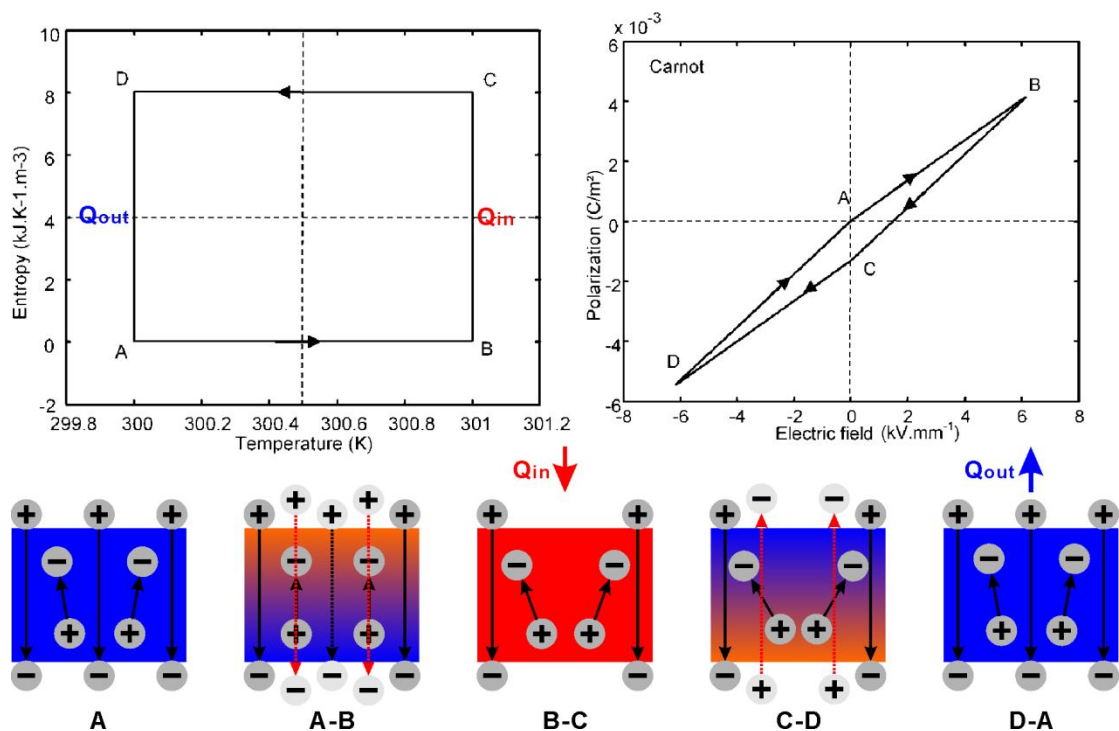 10
8
6
4
2
0
-2
D
C
A
B
Qout
Qin
299.8
300
300.2
300.4
300.6
300.8
301
301.2
Entropy (kJ.K-1.m-3)
Temperature (K)
x 10⁻³
6
4
2
0
-2
-4
-6
Carnot
B
A
C
D
-8
-6
-4
-2
0
2
4
6
8
Polarization (C/m²)
Electric field (kV.mm⁻¹)
Qin
Qout
+ + +
- -
+ +
- - -
+ + + + +
- -
+ +
- - - -
+ +
- -
+ +
- -
+ - - +
- -
+ +
- + + -
+ + +
- -
+ +
- - -
A
A-B
B-C
C-D
D-A